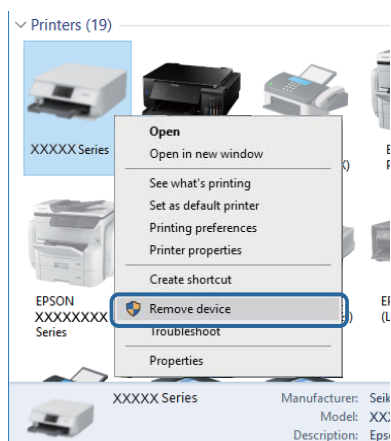 Printers (19)
XXXXX Series
Open
Open in new window
See what's printing
Set as default printer
Printing preferences
Printer properties
Create shortcut
Remove device
Troubleshoot
Properties
EPSON
XXXXXXXX
Series
XXXXX Series
Manufacturer:
Model:
Description: